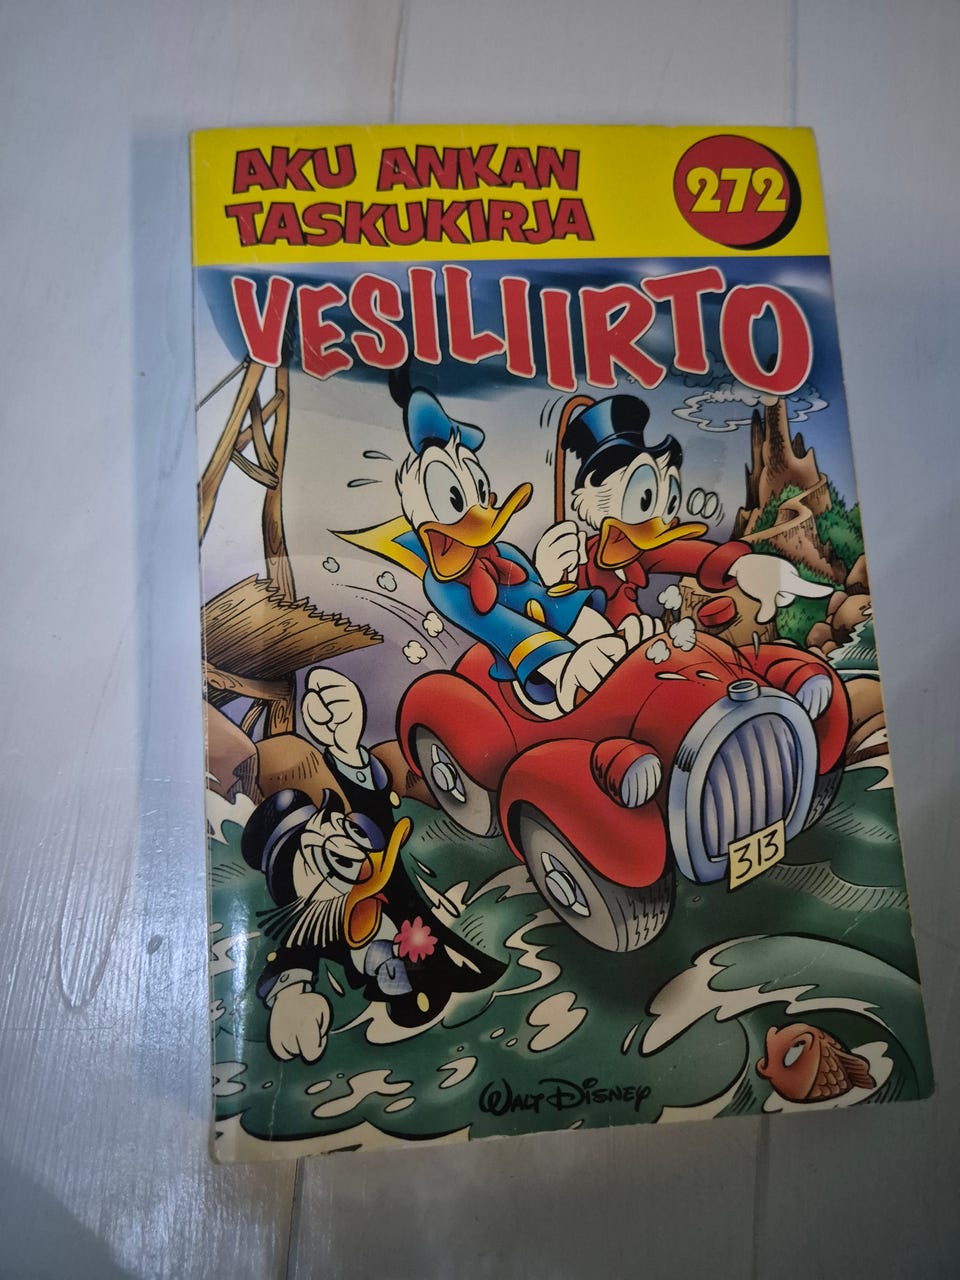 AKU ANKAN
TASKUKIRJA
272
VESILIIRTO
313
WALT DISNEY